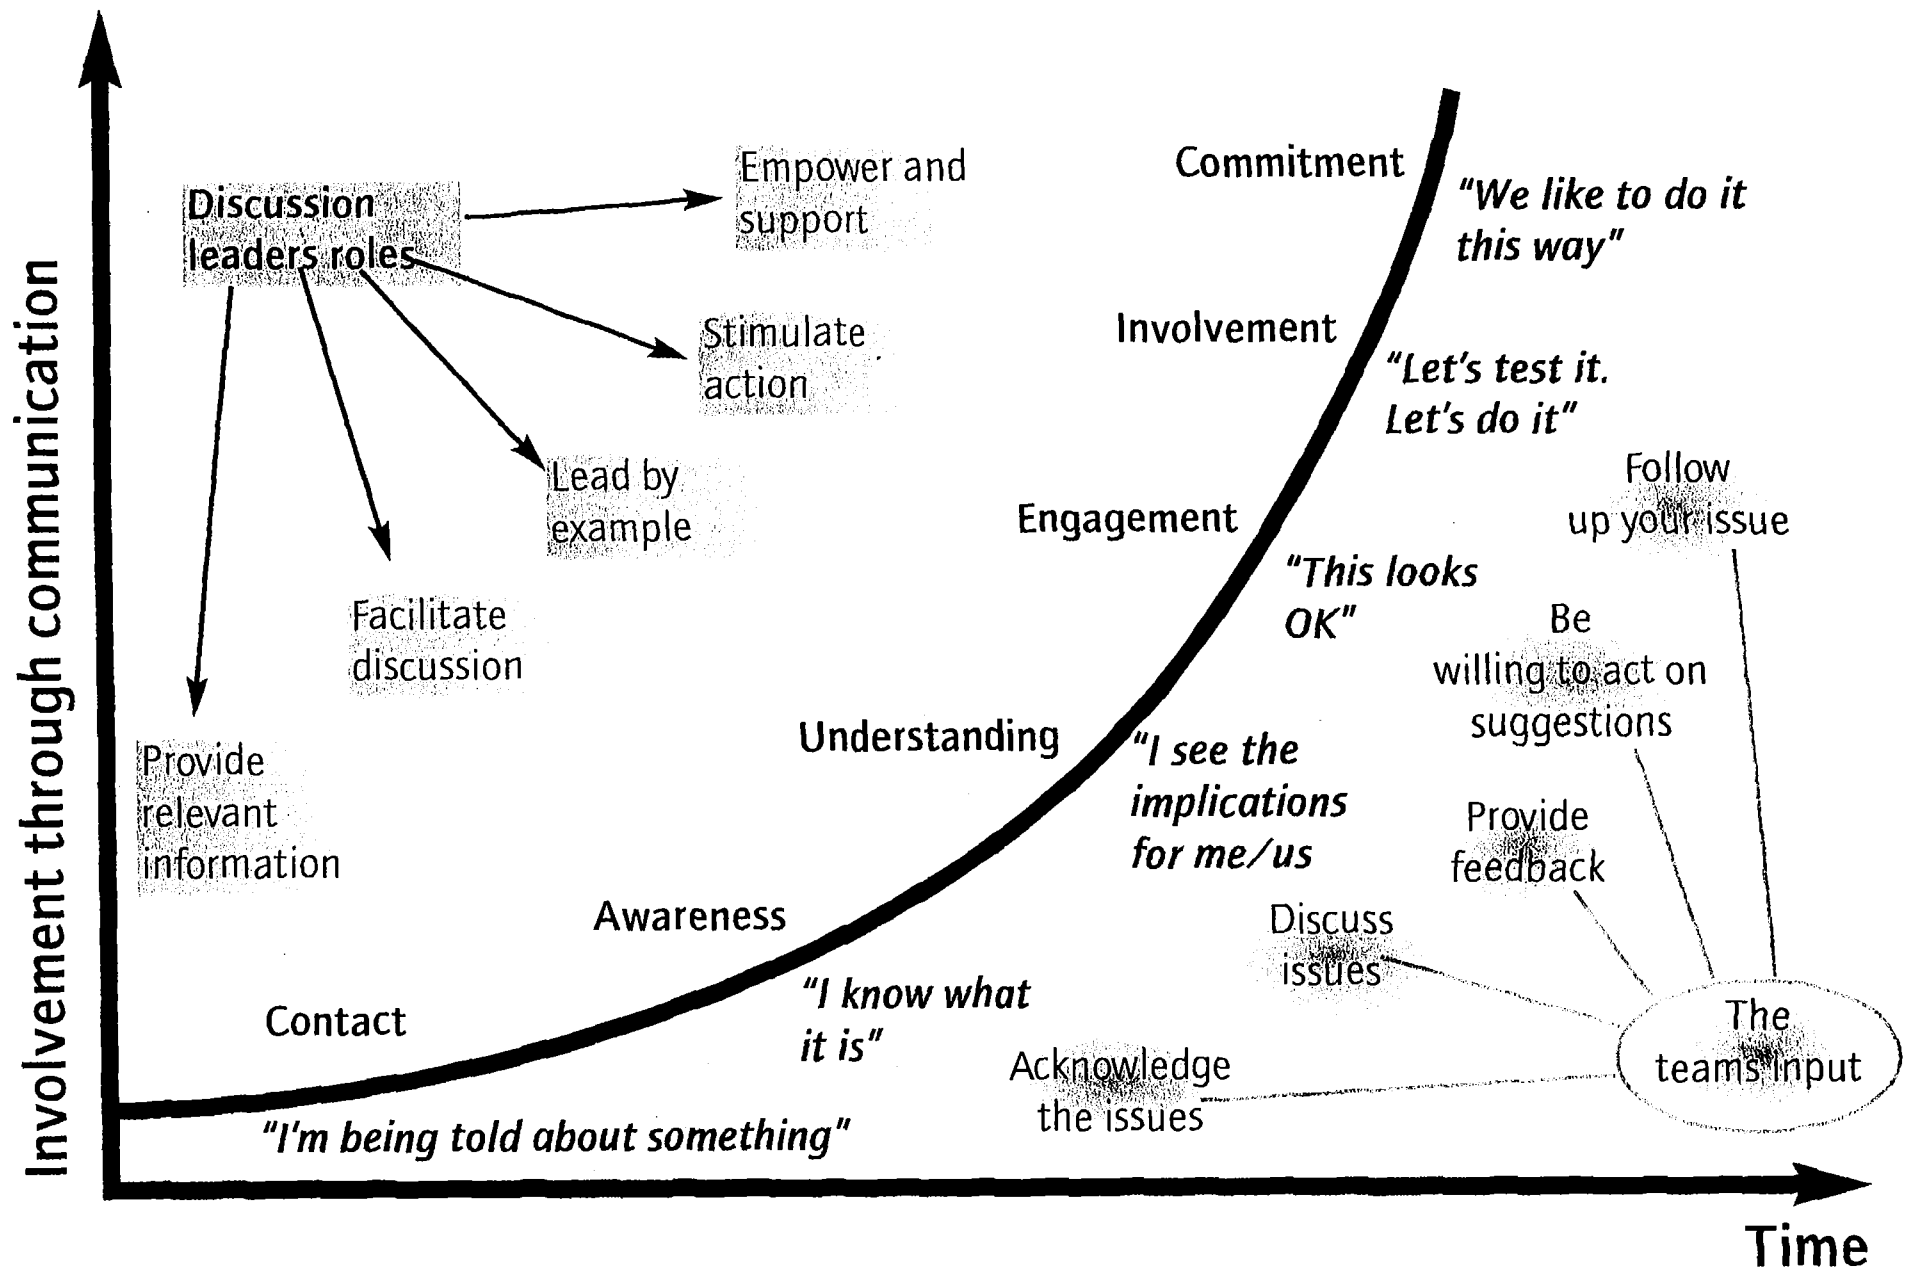 Involvement through communication
Discussion
leaders roles
Empower and
support
Stimulate
action
Lead by
example
Facilitate
discussion
Provide
relevant
information
Commitment
"We like to do it
this way"
Involvement
"Let's test it.
Let's do it"
Engagement
"This looks
OK"
Understanding
"I see the
implications
for me/us
Awareness
"I know what
it is"
Contact
"I'm being told about something"
Follow
up your issue
Be
willing to act on
suggestions
Provide
feedback
Discuss
issues
Acknowledge
the issues
The
teams input
Time